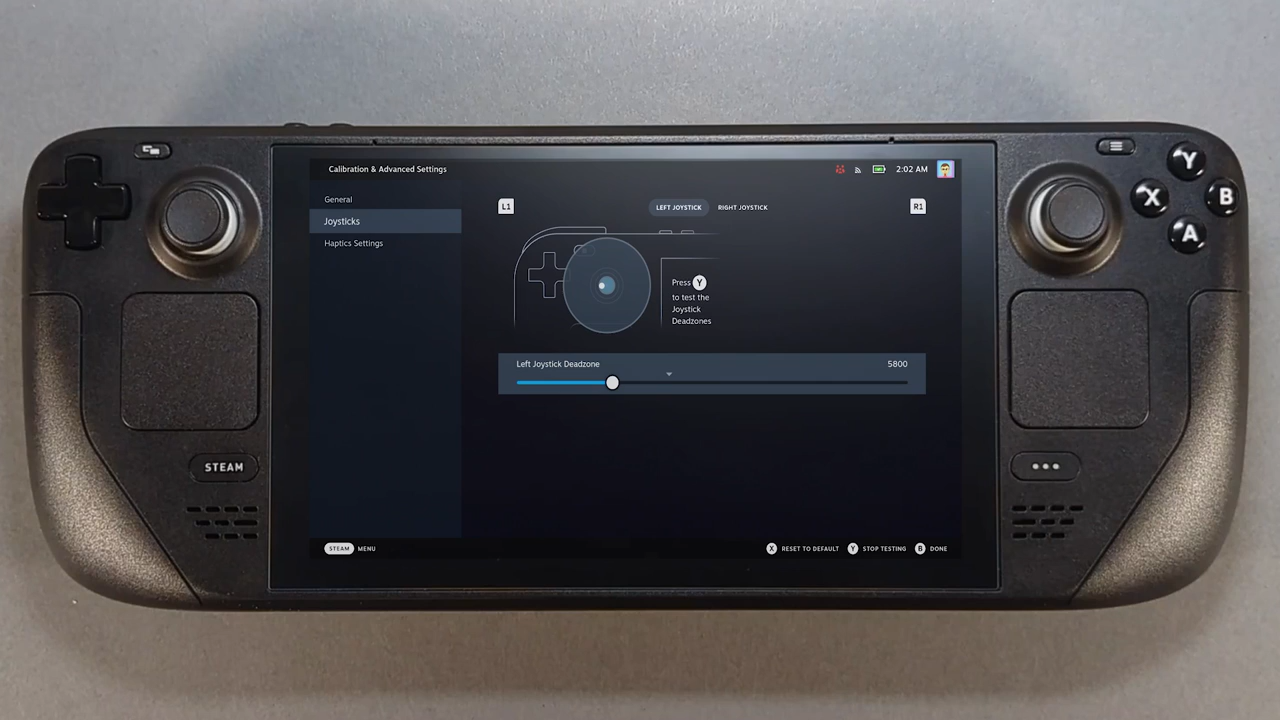 Calibration & Advanced Settings
2:02 AM
General
Joysticks
Haptics Settings
L1
LEFT JOYSTICK
RIGHT JOYSTICK
R1
Press Y
to test the
Joystick
Deadzones
Left Joystick Deadzone
5800
STEAM MENU
X RESET TO DEFAULT
Y STOP TESTING
B DONE
Y
X
B
A
STEAM